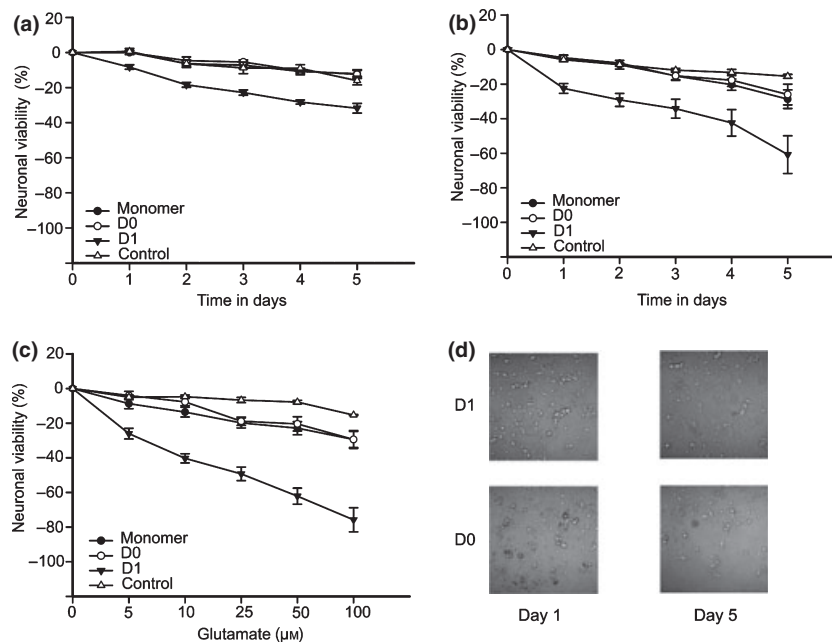 (a)
Neuronal viability (%)
20
0
–20
–40
–60
–80
–100
Monomer
D0
D1
Control
0 1 2 3 4 5
Time in days
(b)
Neuronal viability (%)
20
0
–20
–40
–60
–80
–100
Monomer
D0
D1
Control
0 1 2 3 4 5
Time in days
(c)
Neuronal viability (%)
20
0
–20
–40
–60
–80
–100
Monomer
D0
D1
Control
0 5 10 25 50 100
Glutamate (μM)
(d)
D1
D0
Day 1 Day 5